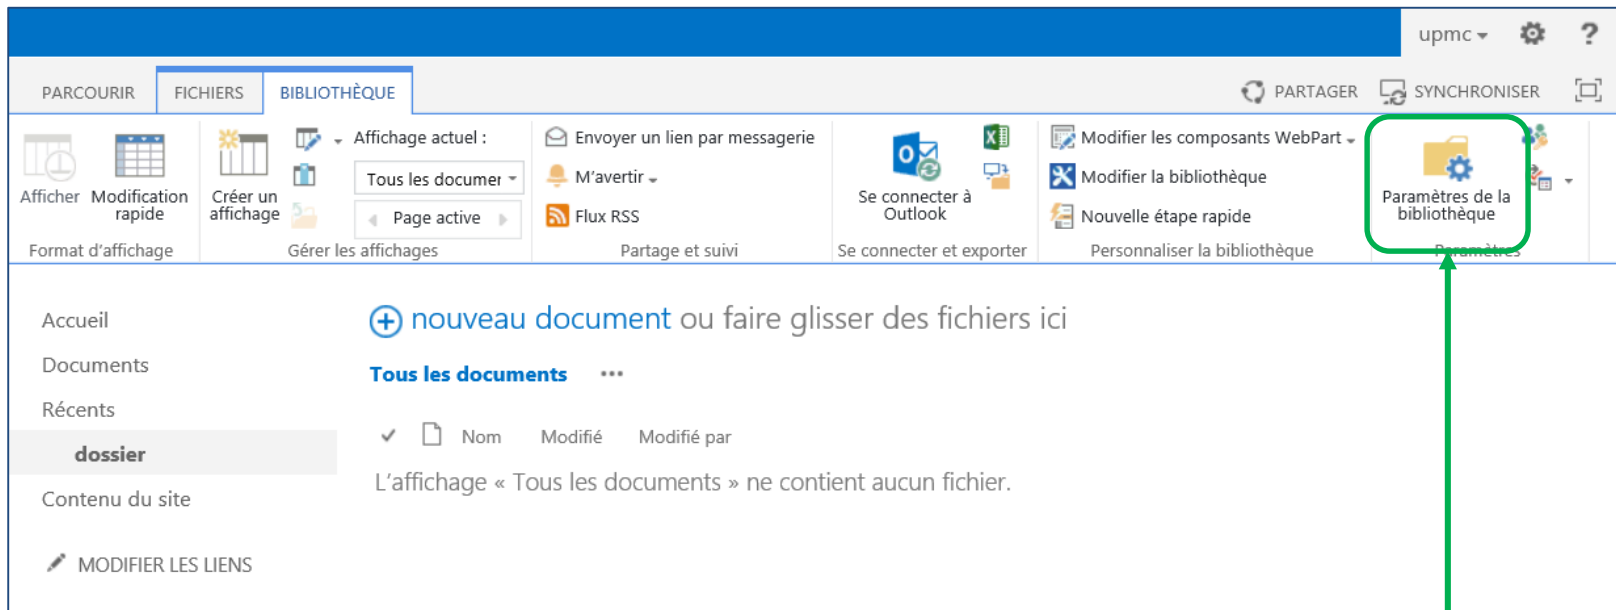 upmc
?
PARCOURIR
FICHIERS
BIBLIOTHÈQUE
PARTAGER
SYNCHRONISER
Afficher
Modification
rapide
Format d'affichage
Créer un
affichage
Affichage actuel :
Tous les documer
Page active
Gérer les affichages
Envoyer un lien par messagerie
M'avertir
Flux RSS
Partage et suivi
Se connecter à
Outlook
Se connecter et exporter
Modifier les composants WebPart
Modifier la bibliothèque
Nouvelle étape rapide
Personnaliser la bibliothèque
Paramètres de la
bibliothèque
Paramètres
Accueil
Documents
Récents
dossier
Contenu du site
MODIFIER LES LIENS
nouveau document ou faire glisser des fichiers ici
Tous les documents ...
Nom Modifié Modifié par
L'affichage « Tous les documents » ne contient aucun fichier.